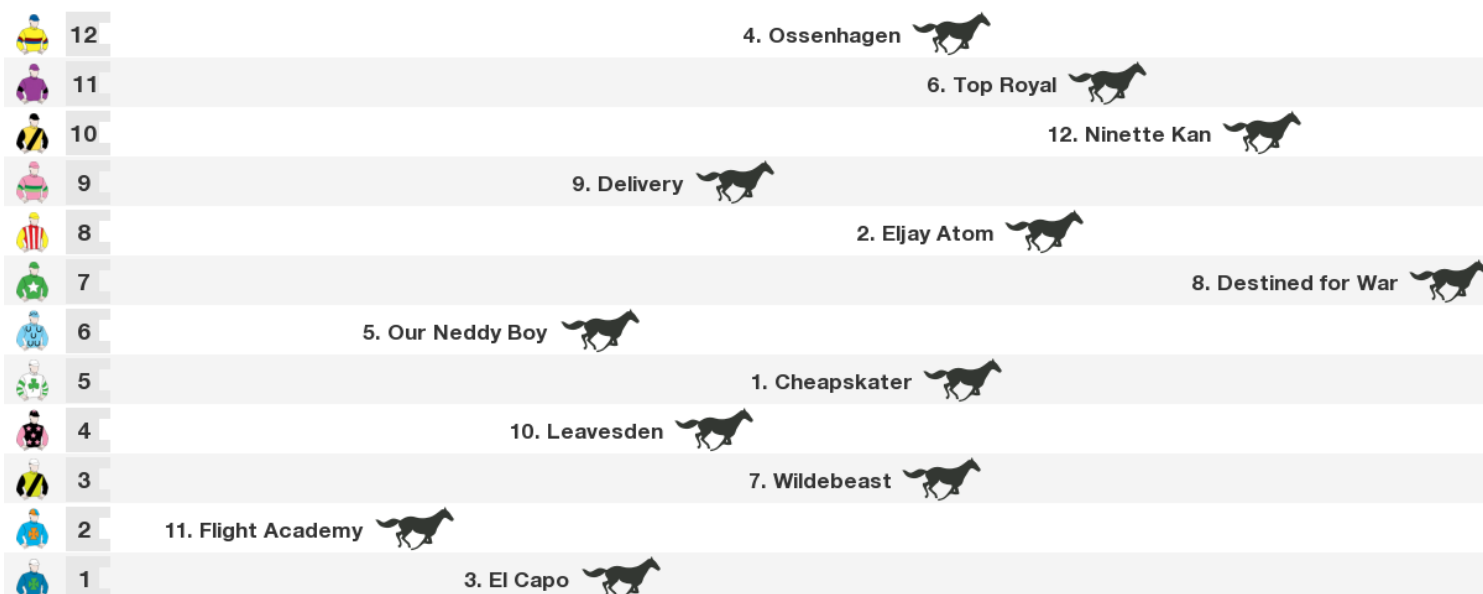 12 4. Ossenhagen
11 6. Top Royal
10 12. Ninette Kan
9 9. Delivery
8 2. Eljay Atom
7 8. Destined for War
6 5. Our Neddy Boy
5 1. Cheapskater
4 10. Leavesden
3 7. Wildebeast
2 11. Flight Academy
1 3. El Capo